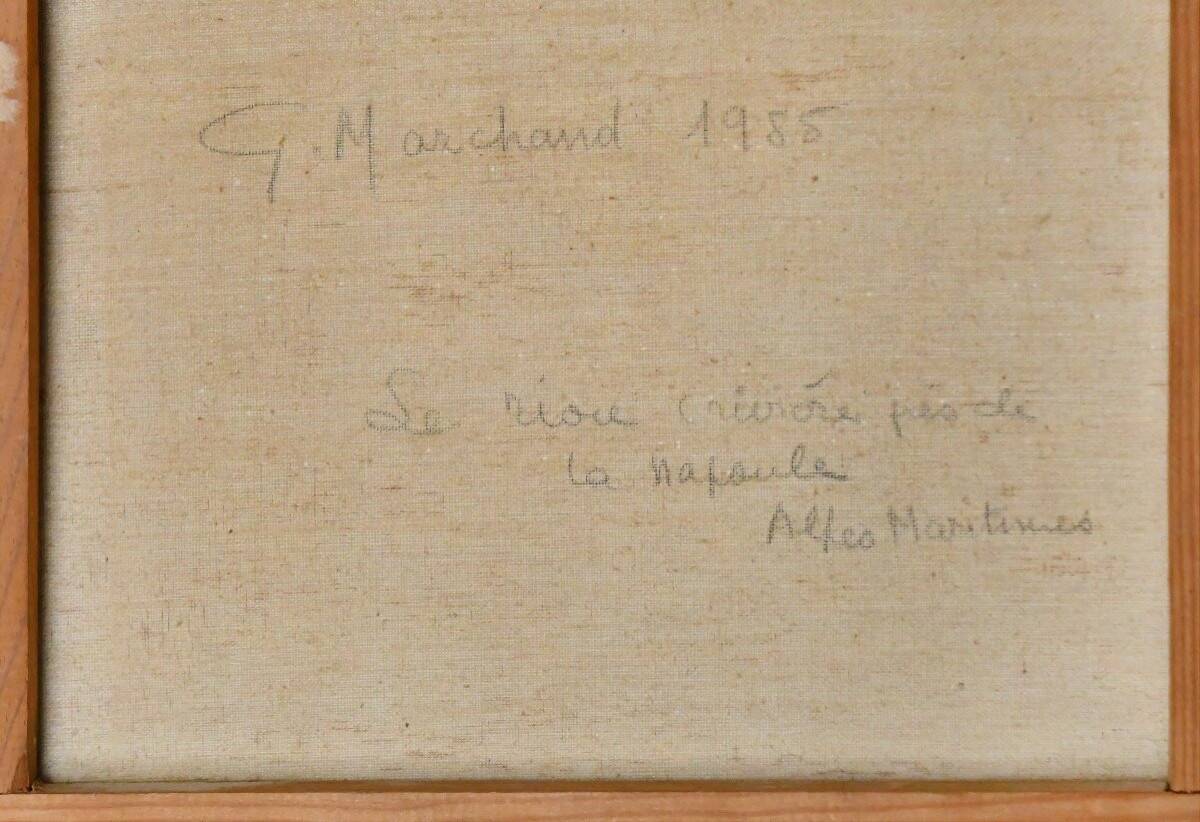 G. Marchand 1985
Le riou (rivière près de
la napoule
Alpes Maritimes